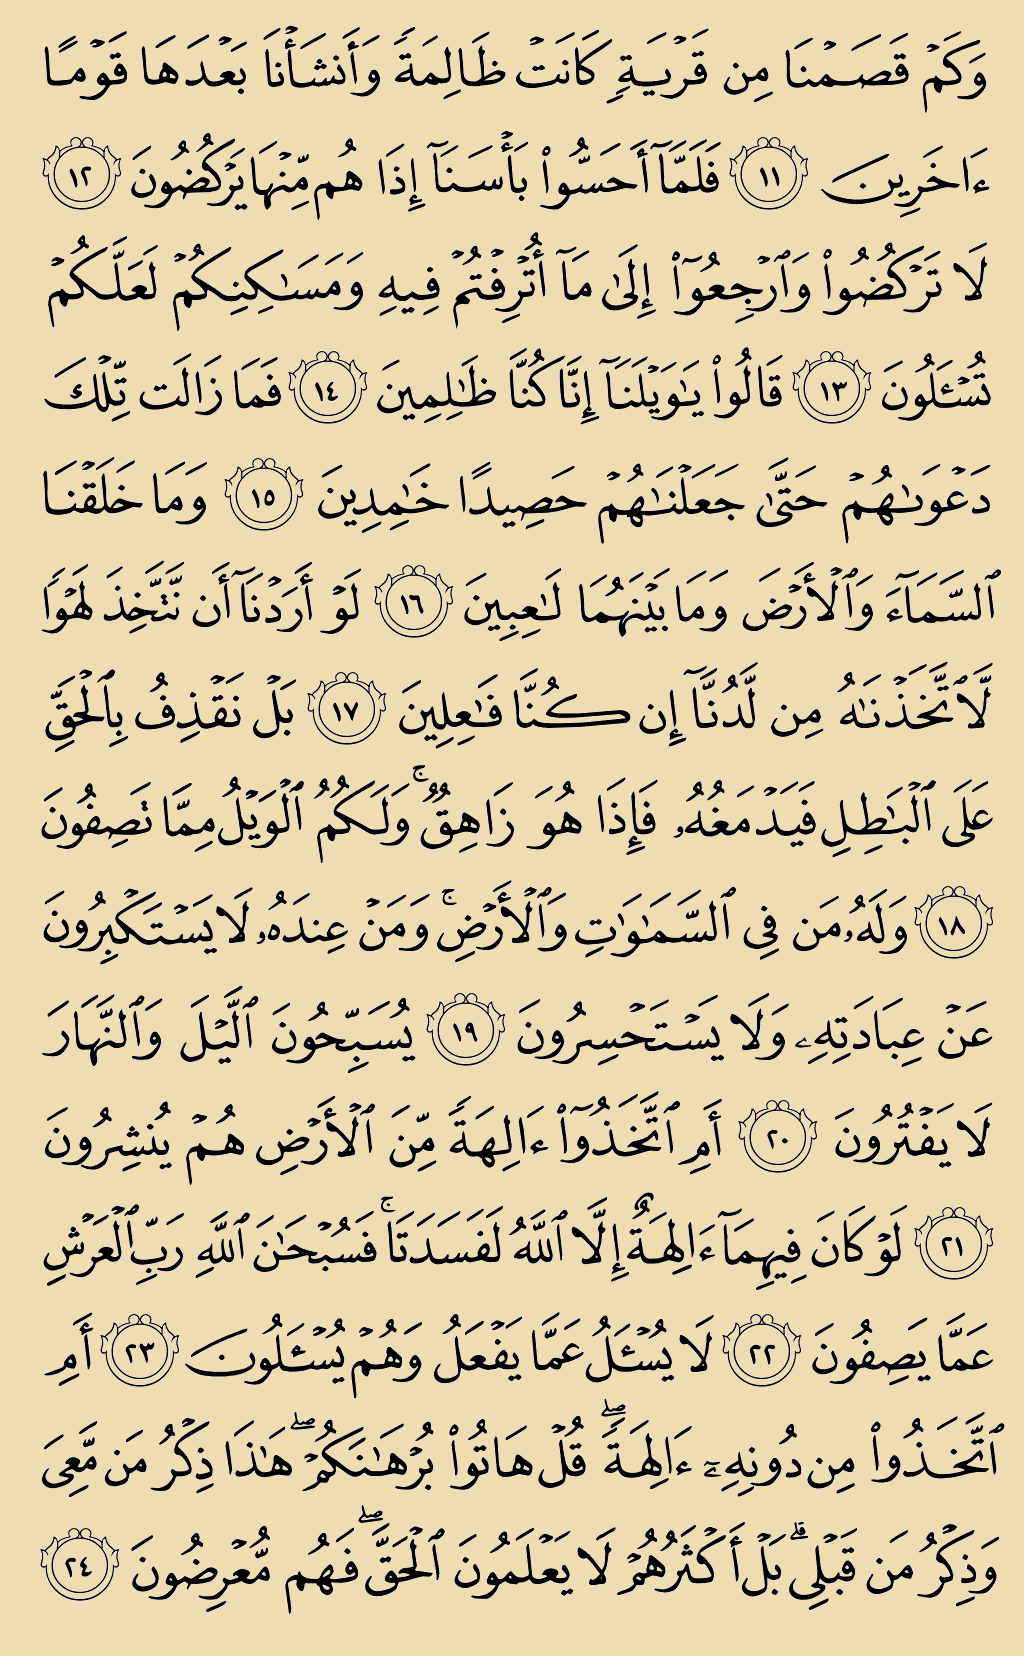 وَكَمۡ قَصَمۡنَا مِن قَرۡيَةٖ كَانَتۡ ظَالِمَةٗ وَأَنشَأۡنَا بَعۡدَهَا قَوۡمًا
ءَاخَرِينَ ١١ فَلَمَّآ أَحَسُّواْ بَأۡسَنَآ إِذَا هُم مِّنۡهَا يَرۡكُضُونَ ١٢
لَا تَرۡكُضُواْ وَٱرۡجِعُوٓاْ إِلَىٰ مَآ أُتۡرِفۡتُمۡ فِيهِ وَمَسَٰكِنِكُمۡ لَعَلَّكُمۡ
تُسۡـَٔلُونَ ١٣ قَالُواْ يَٰوَيۡلَنَآ إِنَّا كُنَّا ظَٰلِمِينَ ١٤ فَمَا زَالَت تِّلۡكَ
دَعۡوَىٰهُمۡ حَتَّىٰ جَعَلۡنَٰهُمۡ حَصِيدًا خَٰمِدِينَ ١٥ وَمَا خَلَقۡنَا
ٱلسَّمَآءَ وَٱلۡأَرۡضَ وَمَا بَيۡنَهُمَا لَٰعِبِينَ ١٦ لَوۡ أَرَدۡنَآ أَن نَّتَّخِذَ لَهۡوٗا
لَّٱتَّخَذۡنَٰهُ مِن لَّدُنَّآ إِن كُنَّا فَٰعِلِينَ ١٧ بَلۡ نَقۡذِفُ بِٱلۡحَقِّ
عَلَى ٱلۡبَٰطِلِ فَيَدۡمَغُهُۥ فَإِذَا هُوَ زَاهِقٞۚ وَلَكُمُ ٱلۡوَيۡلُ مِمَّا تَصِفُونَ
١٨ وَلَهُۥ مَن فِي ٱلسَّمَٰوَٰتِ وَٱلۡأَرۡضِۚ وَمَنۡ عِندَهُۥ لَا يَسۡتَكۡبِرُونَ
عَنۡ عِبَادَتِهِۦ وَلَا يَسۡتَحۡسِرُونَ ١٩ يُسَبِّحُونَ ٱلَّيۡلَ وَٱلنَّهَارَ
لَا يَفۡتُرُونَ ٢٠ أَمِ ٱتَّخَذُوٓاْ ءَالِهَةٗ مِّنَ ٱلۡأَرۡضِ هُمۡ يُنشِرُونَ
٢١ لَوۡ كَانَ فِيهِمَآ ءَالِهَةٌ إِلَّا ٱللَّهُ لَفَسَدَتَاۚ فَسُبۡحَٰنَ ٱللَّهِ رَبِّ ٱلۡعَرۡشِ
عَمَّا يَصِفُونَ ٢٢ لَا يُسۡـَٔلُ عَمَّا يَفۡعَلُ وَهُمۡ يُسۡـَٔلُونَ ٢٣ أَمِ
ٱتَّخَذُواْ مِن دُونِهِۦٓ ءَالِهَةٗۖ قُلۡ هَاتُواْ بُرۡهَٰنَكُمۡۖ هَٰذَا ذِكۡرُ مَن مَّعِيَ
وَذِكۡرُ مَن قَبۡلِيۚ بَلۡ أَكۡثَرُهُمۡ لَا يَعۡلَمُونَ ٱلۡحَقَّۖ فَهُم مُّعۡرِضُونَ ٢٤